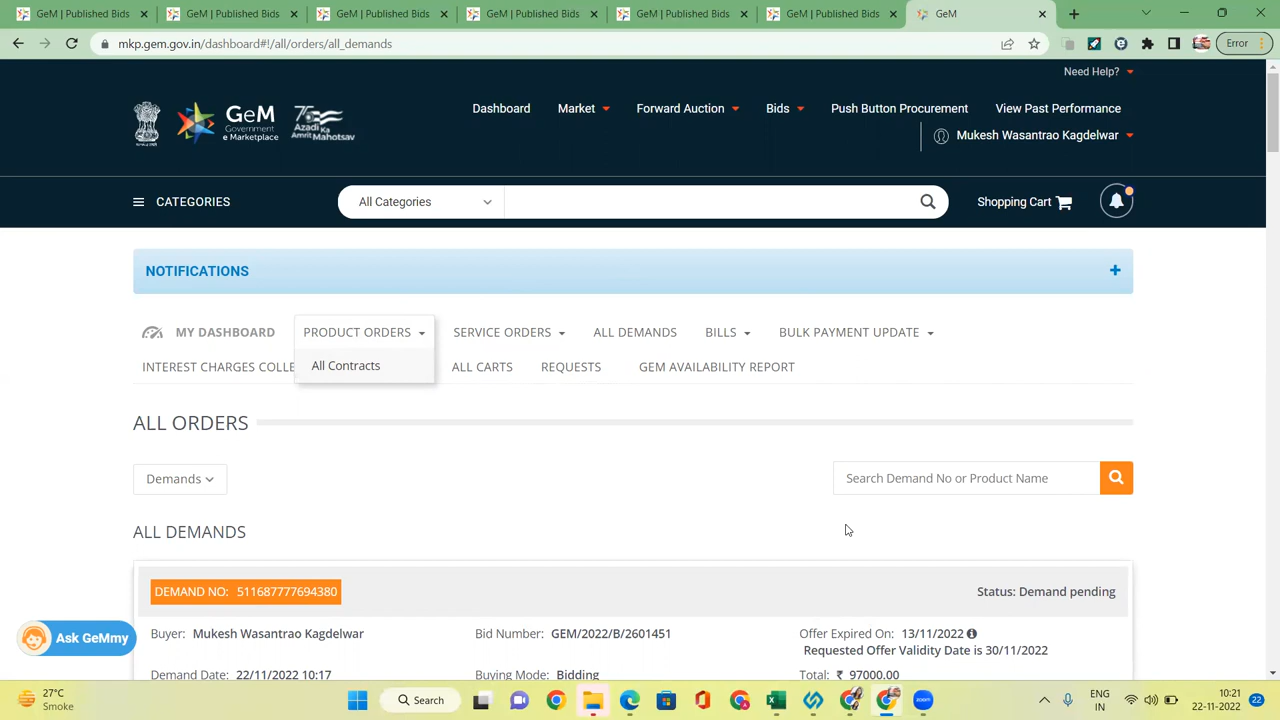 GeM | Published Bids
GeM | Published Bids
GeM | Published Bids
GeM | Published Bids
GeM | Published Bids
GeM | Published Bids
GeM
mkp.gem.gov.in/dashboard#!/all/orders/all_demands
Error
Need Help?
GeM
Government
e Marketplace
75
Azadi Ka
Amrit Mahotsav
Dashboard
Market
Forward Auction
Bids
Push Button Procurement
View Past Performance
Mukesh Wasantrao Kagdelwar
CATEGORIES
All Categories
Shopping Cart
NOTIFICATIONS
+
MY DASHBOARD
PRODUCT ORDERS
SERVICE ORDERS
ALL DEMANDS
BILLS
BULK PAYMENT UPDATE
INTEREST CHARGES COLLE
All Contracts
ALL CARTS
REQUESTS
GEM AVAILABILITY REPORT
ALL ORDERS
Demands
Search Demand No or Product Name
ALL DEMANDS
DEMAND NO: 511687777694380
Status: Demand pending
Buyer: Mukesh Wasantrao Kagdelwar
Bid Number: GEM/2022/B/2601451
Offer Expired On: 13/11/2022
Requested Offer Validity Date is 30/11/2022
Demand Date: 22/11/2022 10:17
Buying Mode: Bidding
Total: ₹ 97000.00
Ask GeMmy
27°C
Smoke
Search
ENG
IN
10:21
22-11-2022
22